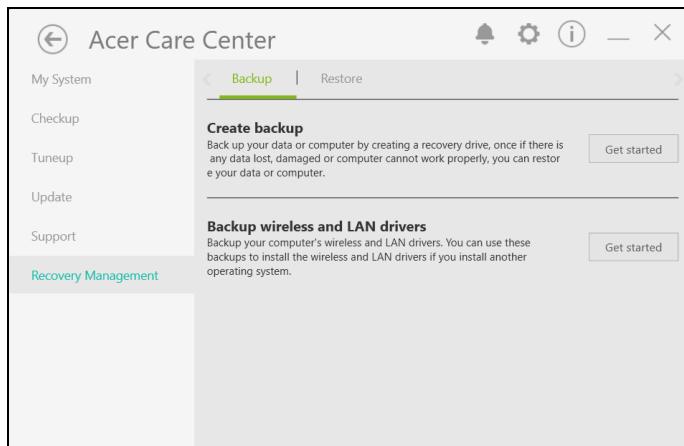 Acer Care Center
My System
Checkup
Tuneup
Update
Support
Recovery Management
Backup | Restore
Create backup
Back up your data or computer by creating a recovery drive, once if there is
any data lost, damaged or computer cannot work properly, you can restor
e your data or computer.
Get started
Backup wireless and LAN drivers
Backup your computer's wireless and LAN drivers. You can use these
backups to install the wireless and LAN drivers if you install another
operating system.
Get started